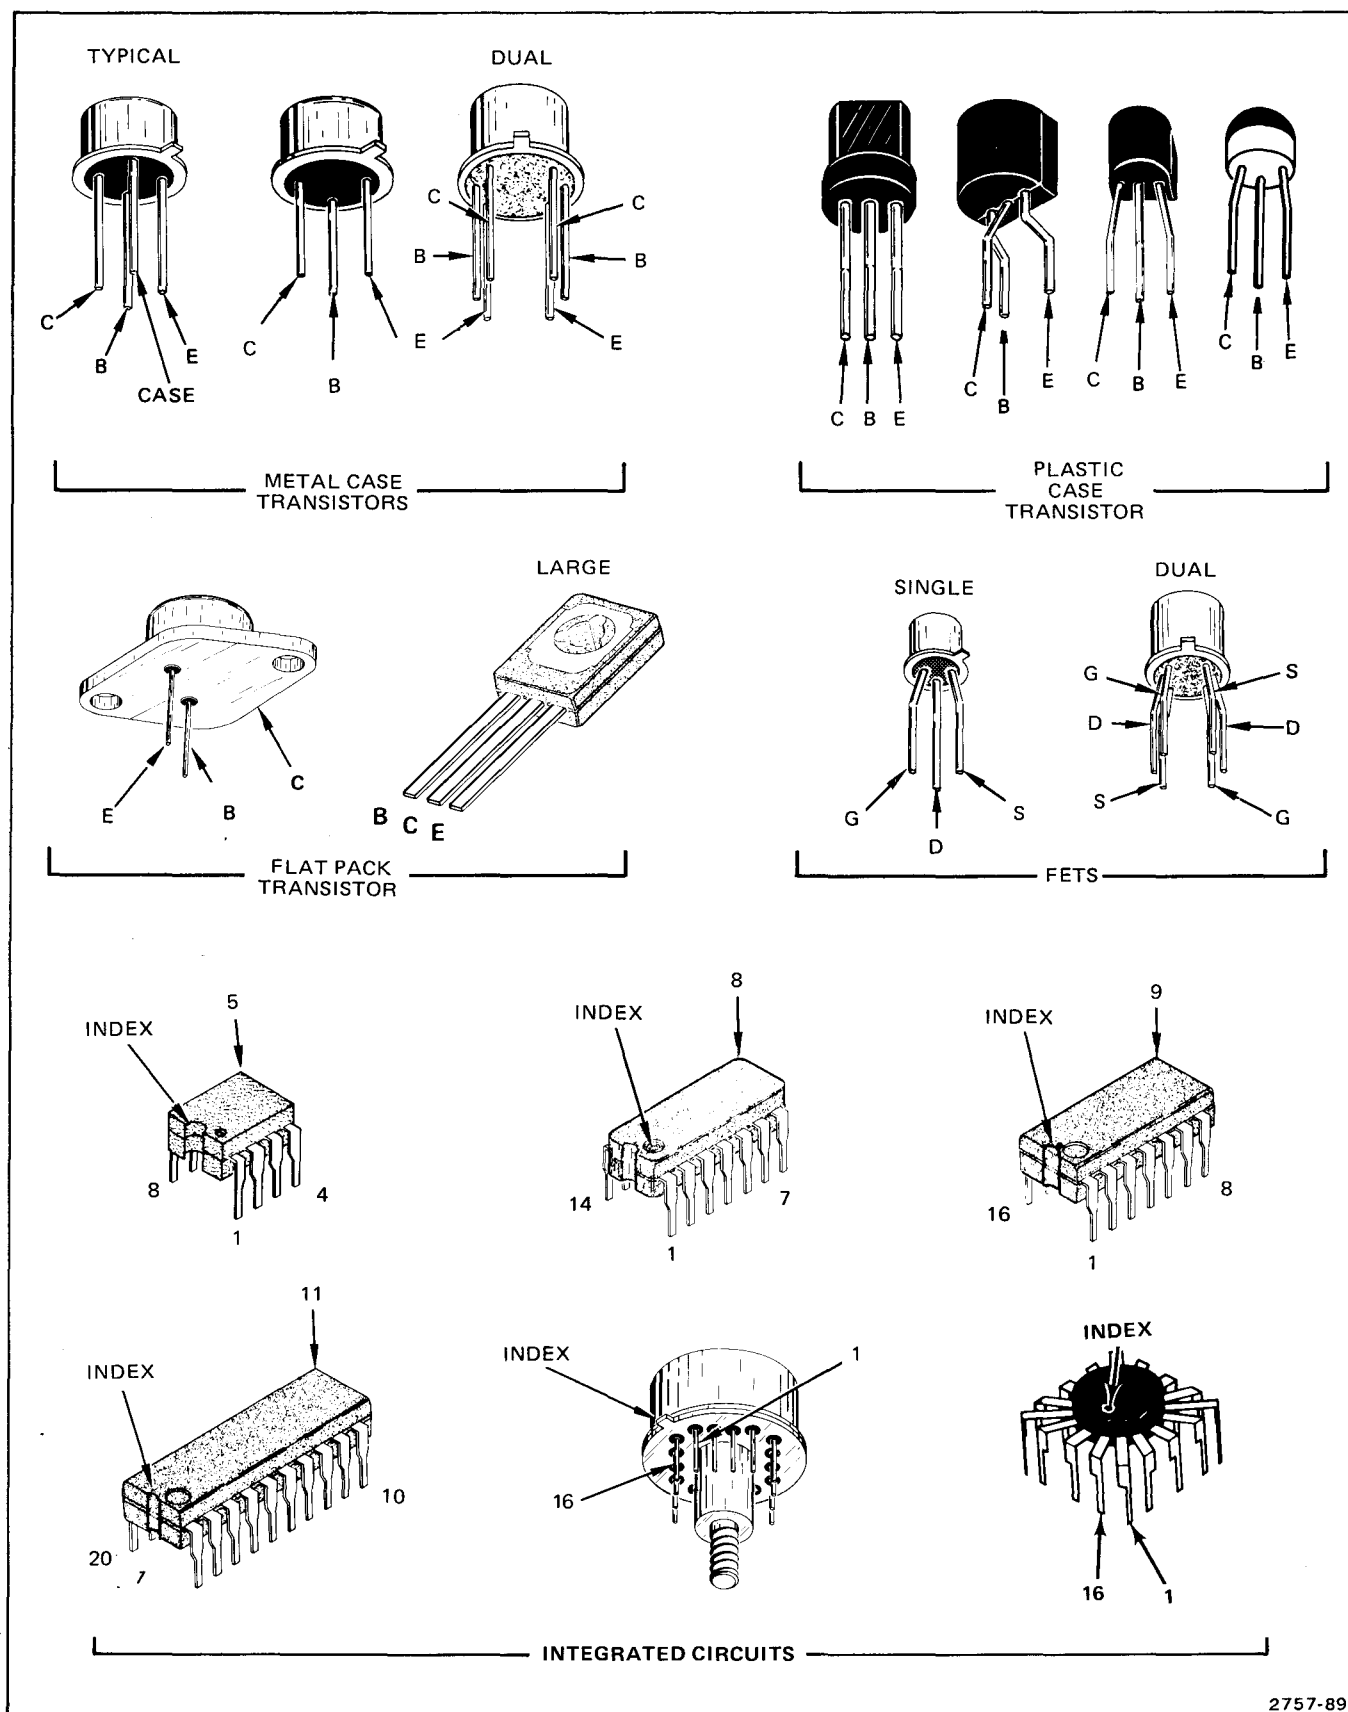 TYPICAL
DUAL
C
B
CASE
E
C
B
E
C
C
B
B
E
E
C
B
E
C
B
E
C
B
E
C
B
E
METAL CASE
TRANSISTORS
PLASTIC
CASE
TRANSISTOR
LARGE
SINGLE
DUAL
E
B
C
B
C
E
G
D
S
G
S
D
D
S
G
FLAT PACK
TRANSISTOR
FETS
5
INDEX
8
4
1
8
INDEX
14
7
1
9
INDEX
16
8
1
11
INDEX
10
20
1
INDEX
1
16
INDEX
16
1
INTEGRATED CIRCUITS
2757-89